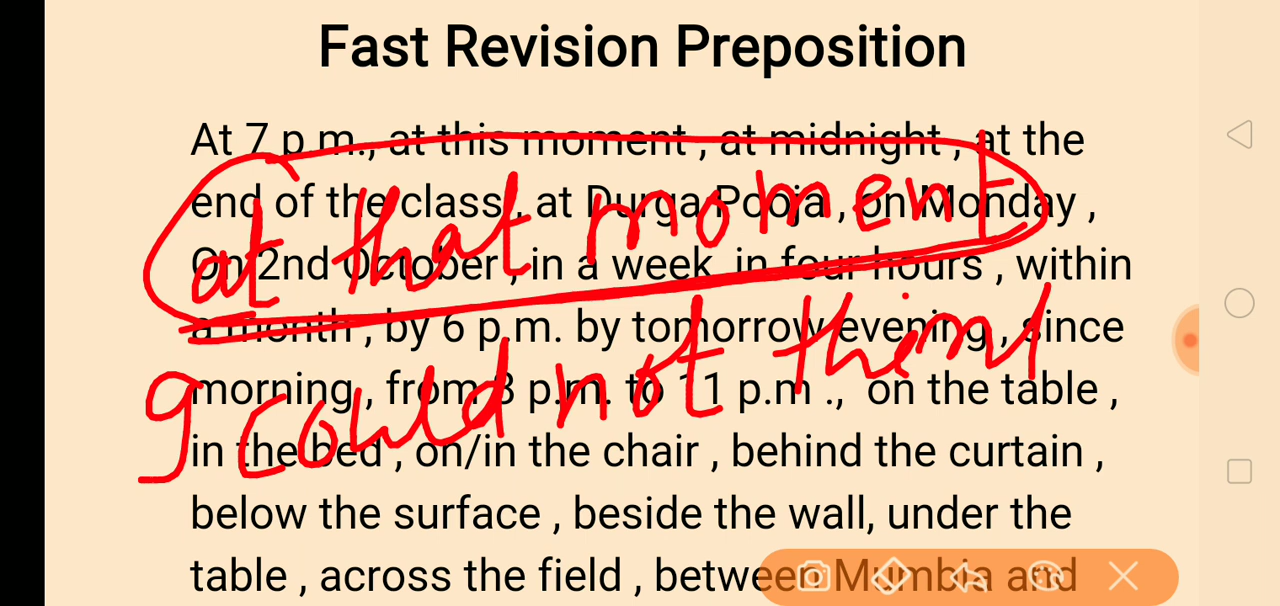 Fast Revision Preposition
At 7 p.m., at this moment , at midnight , at the
end of the class , at Durga Pooja , on Monday ,
On 2nd October , in a week in four hours , within
a month , by 6 p.m. by tomorrow evening , since
morning , from 8 p.m. to 11 p.m ., on the table ,
in the bed , on/in the chair , behind the curtain ,
below the surface , beside the wall, under the
table , across the field , between Mumbia and
at that moment
I could not think